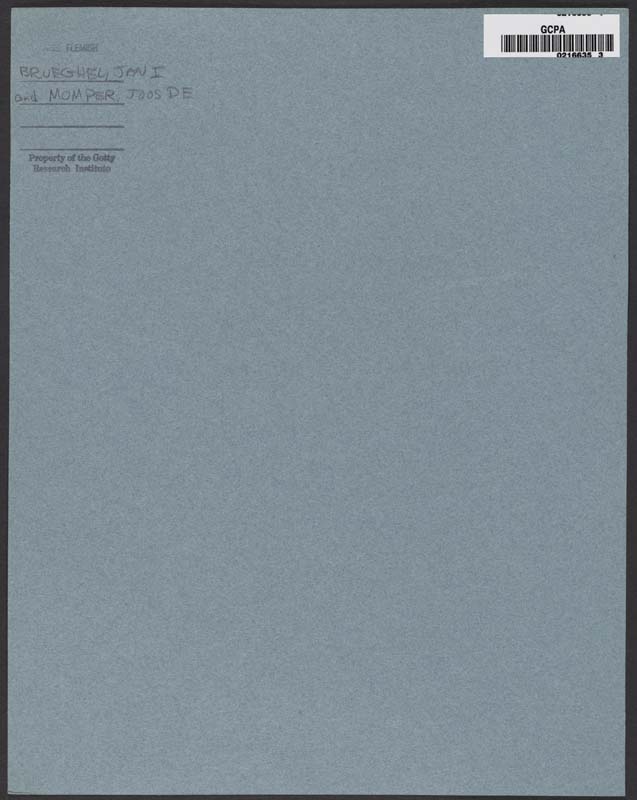 FLEMISH
BRUEGHEL, JAN I
and MOMPER, JOOS DE
Property of the Getty
Research Institute
GCPA
0216635 3